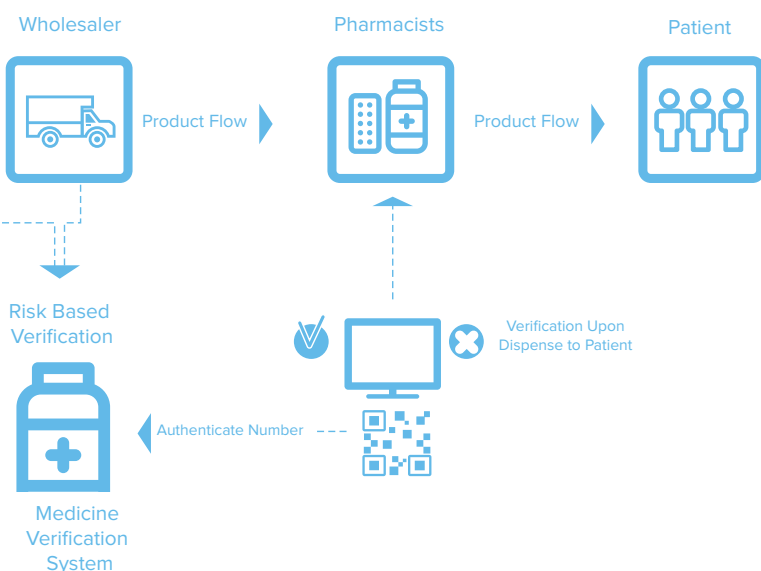 Wholesaler
Pharmacists
Patient
Product Flow
Product Flow
Risk Based
Verification
Verification Upon
Dispense to Patient
Authenticate Number
Medicine
Verification
System